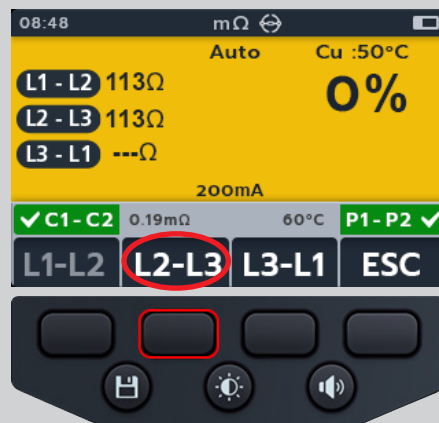 08:48 mΩ
Auto Cu :50°C
L1 - L2 113Ω 0%
L2 - L3 113Ω
L3 - L1 ---Ω
200mA
✓ C1 - C2 0.19mΩ 60°C P1 - P2 ✓
L1-L2 L2-L3 L3-L1 ESC